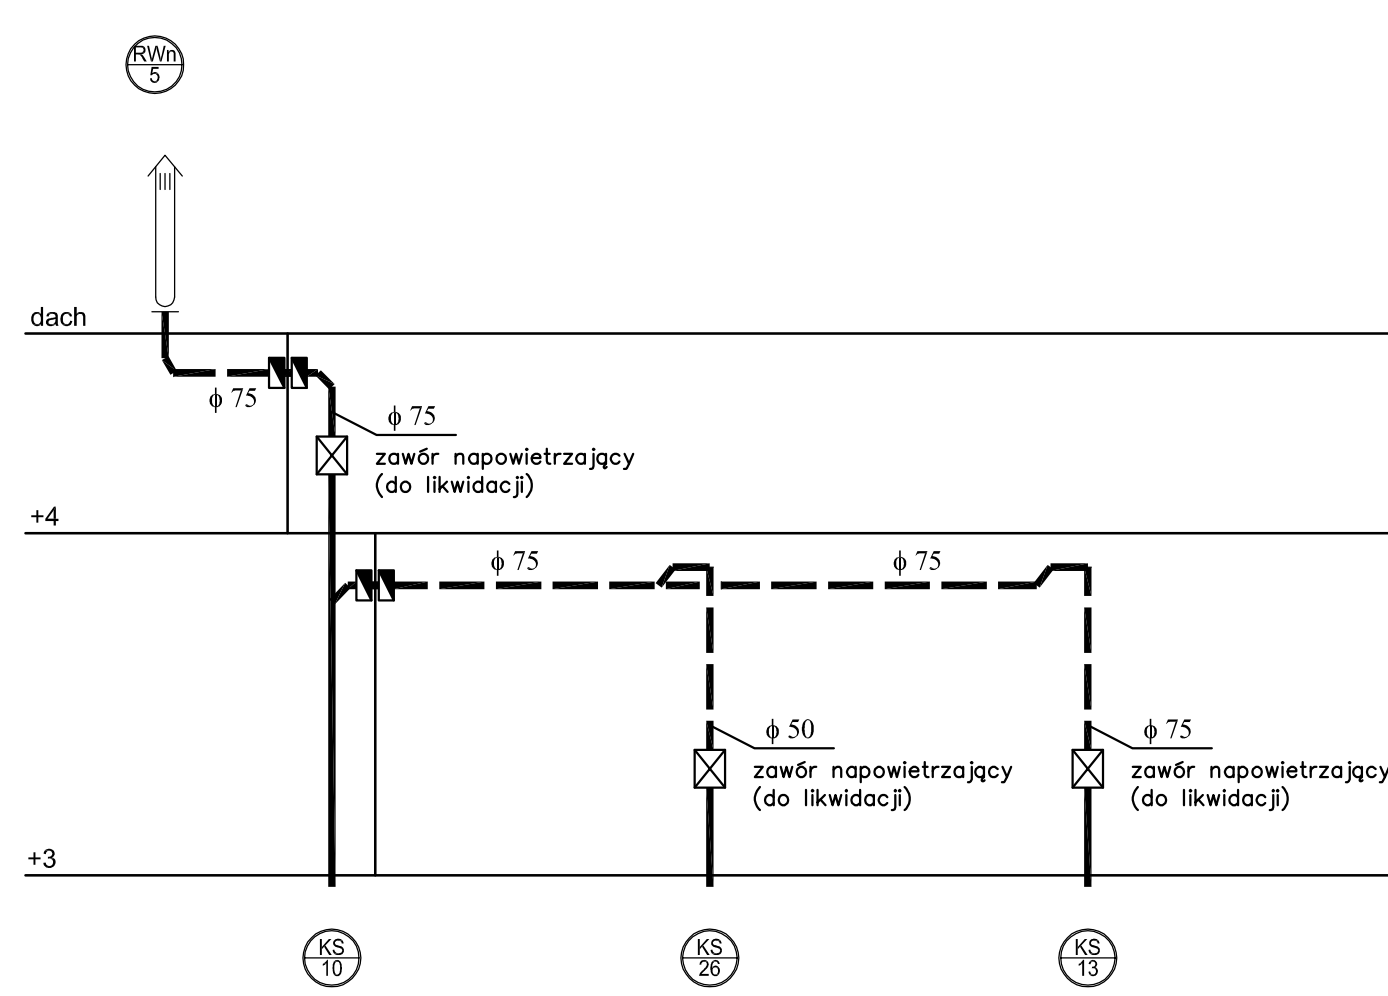 RWn
5
dach
ϕ 75
ϕ 75
zawór napowietrzający
(do likwidacji)
+4
ϕ 75
ϕ 75
ϕ 50
zawór napowietrzający
(do likwidacji)
ϕ 75
zawór napowietrzający
(do likwidacji)
+3
KS
10
KS
26
KS
13